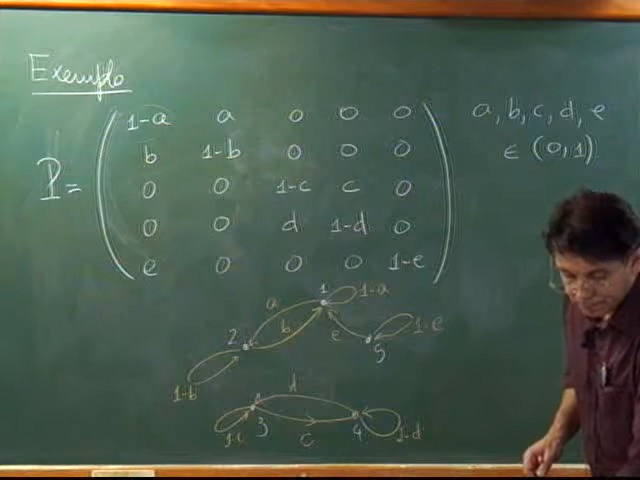 Exemplo
P = ( 1-a a 0 0 0 a, b, c, d, e
b 1-b 0 0 0 ∈ (0,1)
0 0 1-c c 0
0 0 d 1-d 0
e 0 0 0 1-e )
1 1-a
a
2 b e 1-e
5
1-b
d
1-c 3 c 4 1-d